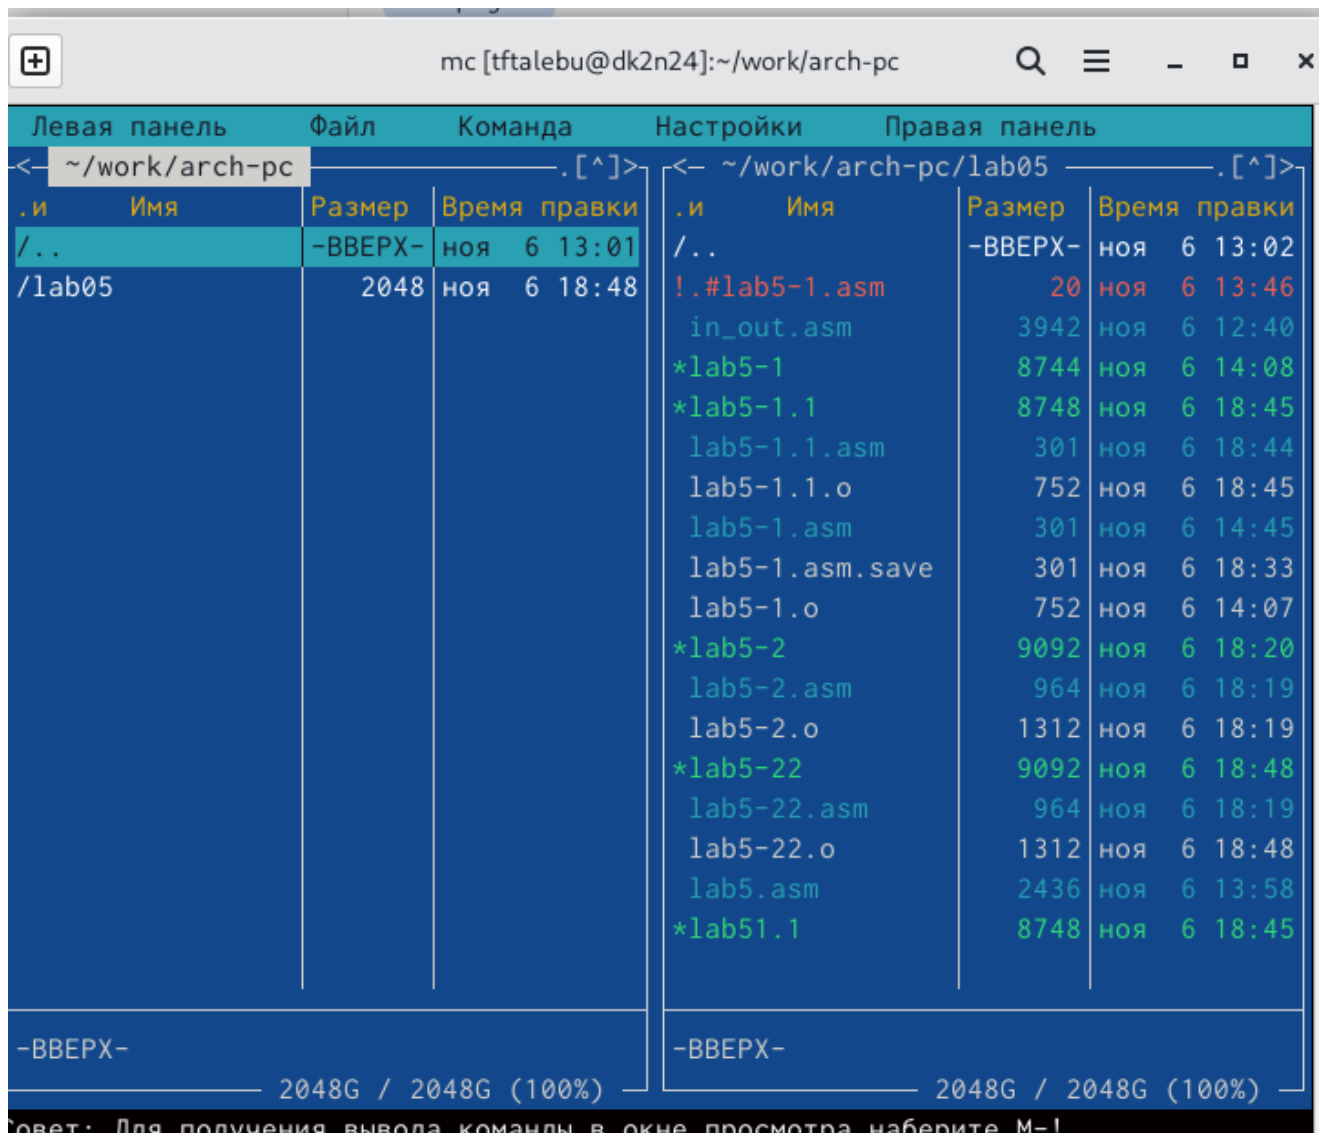 mc [tftalebu@dk2n24]:~/work/arch-pc
Левая панель Файл Команда Настройки Правая панель
<— ~/work/arch-pc .[^]> <— ~/work/arch-pc/lab05 .[^]>
.и Имя Размер Время правки .и Имя Размер Время правки
/.. -ВВЕРХ- ноя 6 13:01 /.. -ВВЕРХ- ноя 6 13:02
/lab05 2048 ноя 6 18:48 !.#lab5-1.asm 20 ноя 6 13:46
in_out.asm 3942 ноя 6 12:40
*lab5-1 8744 ноя 6 14:08
*lab5-1.1 8748 ноя 6 18:45
lab5-1.1.asm 301 ноя 6 18:44
lab5-1.1.o 752 ноя 6 18:45
lab5-1.asm 301 ноя 6 14:45
lab5-1.asm.save 301 ноя 6 18:33
lab5-1.o 752 ноя 6 14:07
*lab5-2 9092 ноя 6 18:20
lab5-2.asm 964 ноя 6 18:19
lab5-2.o 1312 ноя 6 18:19
*lab5-22 9092 ноя 6 18:48
lab5-22.asm 964 ноя 6 18:19
lab5-22.o 1312 ноя 6 18:48
lab5.asm 2436 ноя 6 13:58
*lab51.1 8748 ноя 6 18:45
-ВВЕРХ- -ВВЕРХ-
2048G / 2048G (100%) 2048G / 2048G (100%)
Совет: Для получения вывода команды в окне просмотра наберите M-!